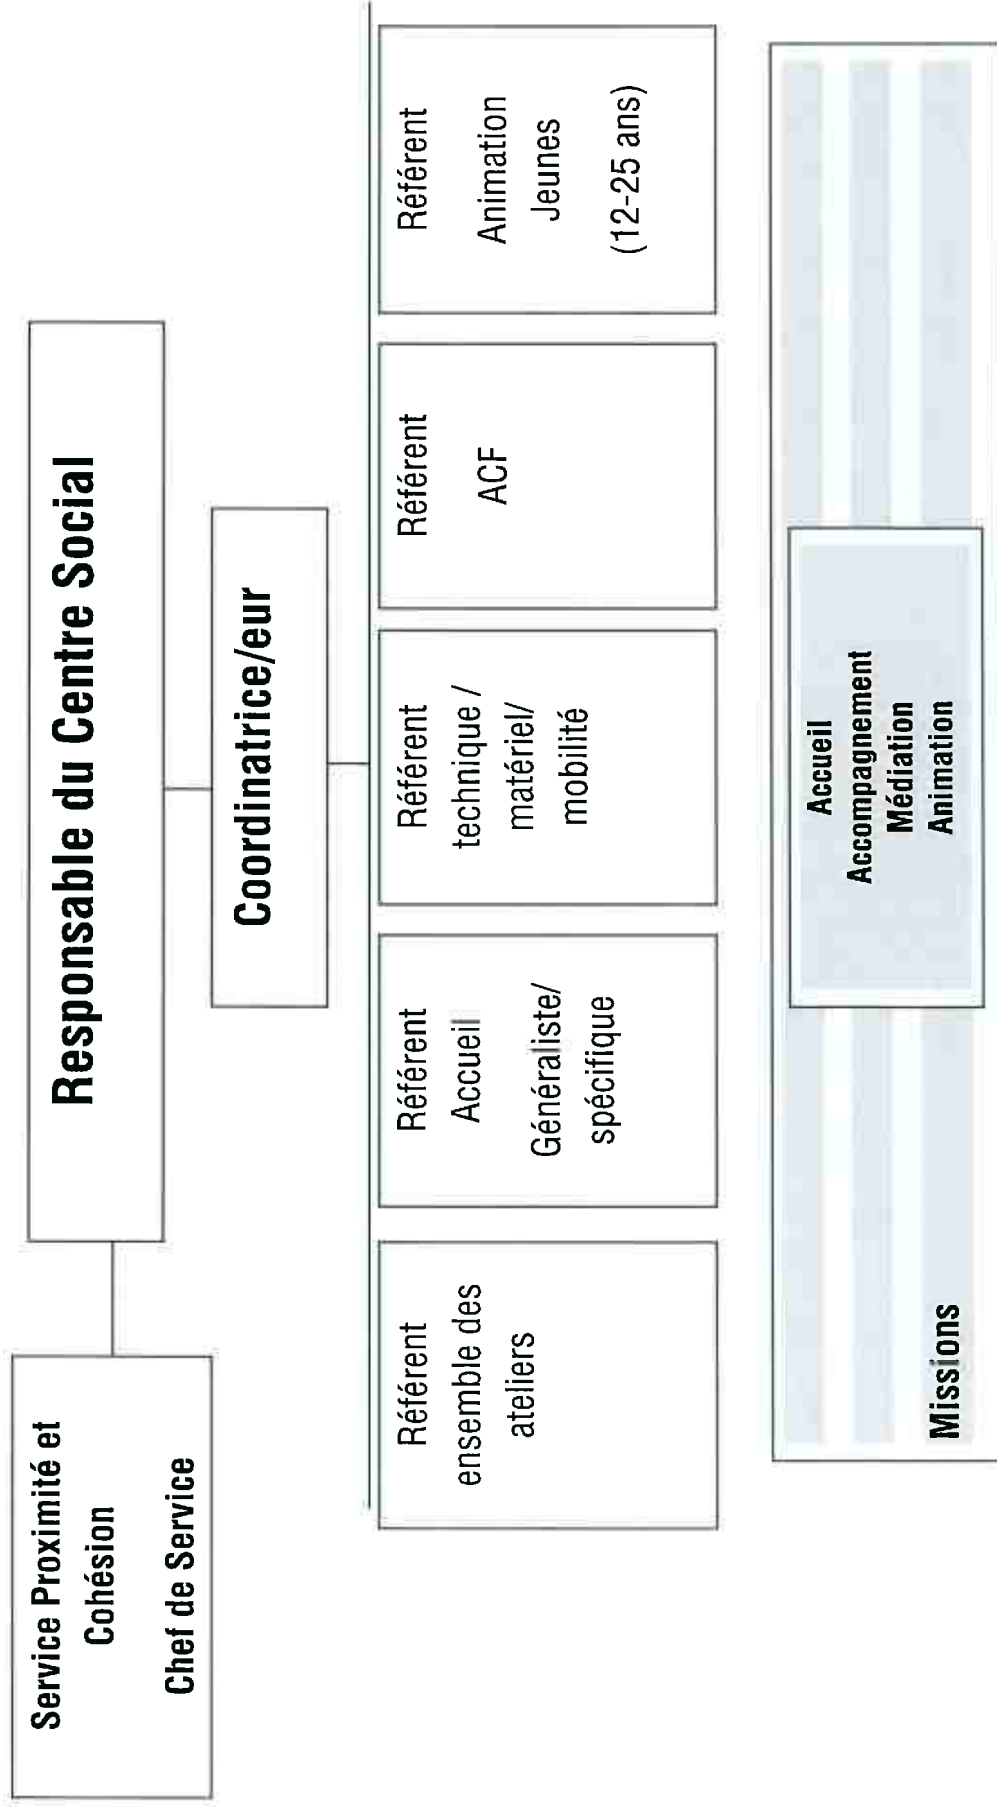 Service Proximité et
Cohésion
Chef de Service
Responsable du Centre Social
Coordinatrice/eur
Référent
ensemble des
ateliers
Référent
Accueil
Généraliste/
spécifique
Référent
technique /
matériel/
mobilité
Référent
ACF
Référent
Animation
Jeunes
(12-25 ans)
Missions
Accueil
Accompagnement
Médiation
Animation